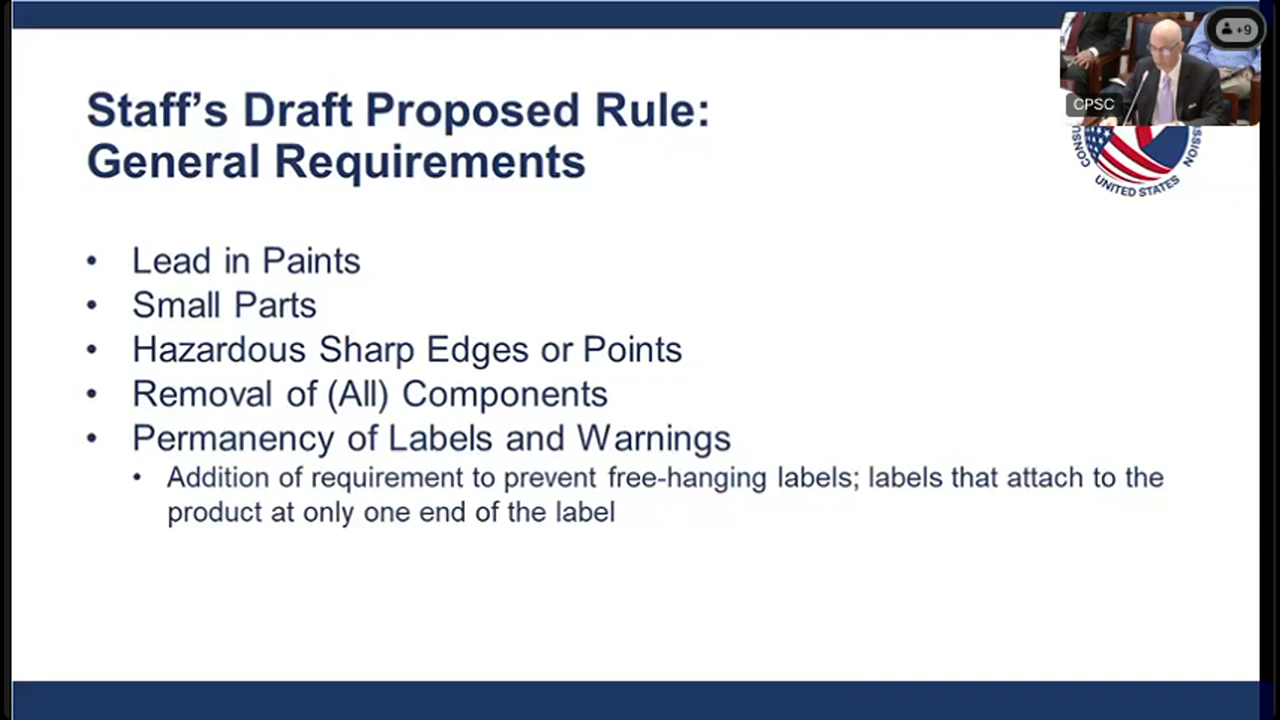 Staff's Draft Proposed Rule:
General Requirements
+9
CPSC
UNITED STATES
• Lead in Paints
• Small Parts
• Hazardous Sharp Edges or Points
• Removal of (All) Components
• Permanency of Labels and Warnings
• Addition of requirement to prevent free-hanging labels; labels that attach to the
product at only one end of the label